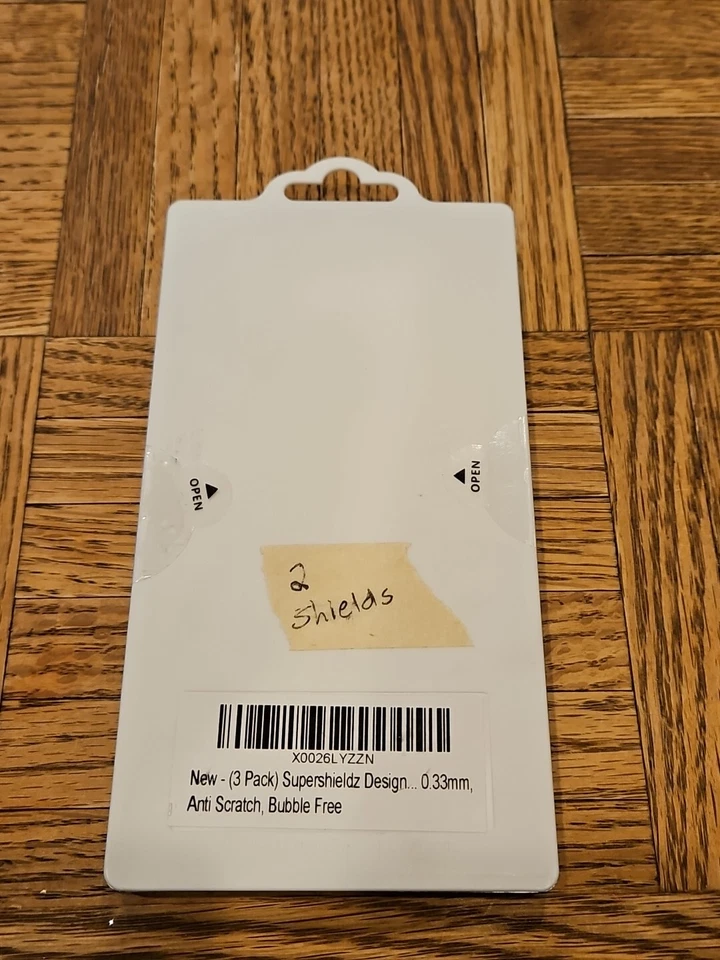 OPEN
OPEN
2
shields
X0026LYZZN
New - (3 Pack) Supershieldz Design... 0.33mm,
Anti Scratch, Bubble Free